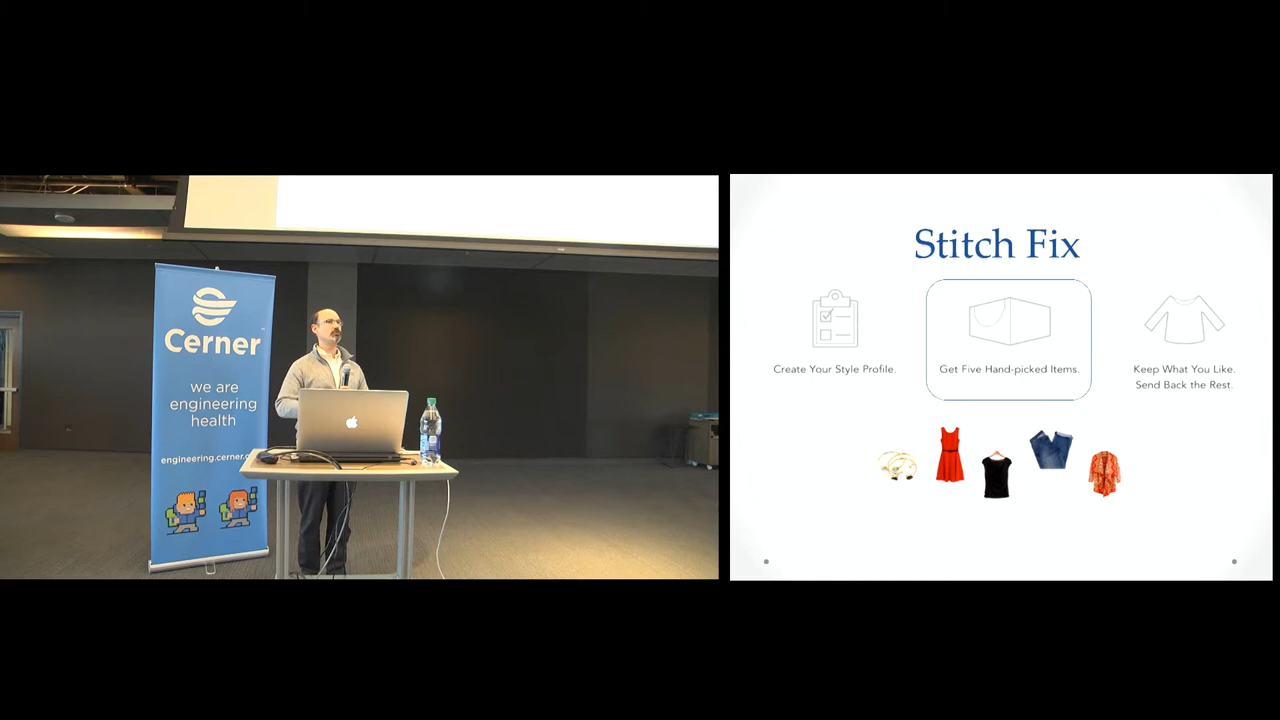 Cerner
we are
engineering
health
engineering.cerner.c
Stitch Fix
Create Your Style Profile.
Get Five Hand-picked Items.
Keep What You Like.
Send Back the Rest.